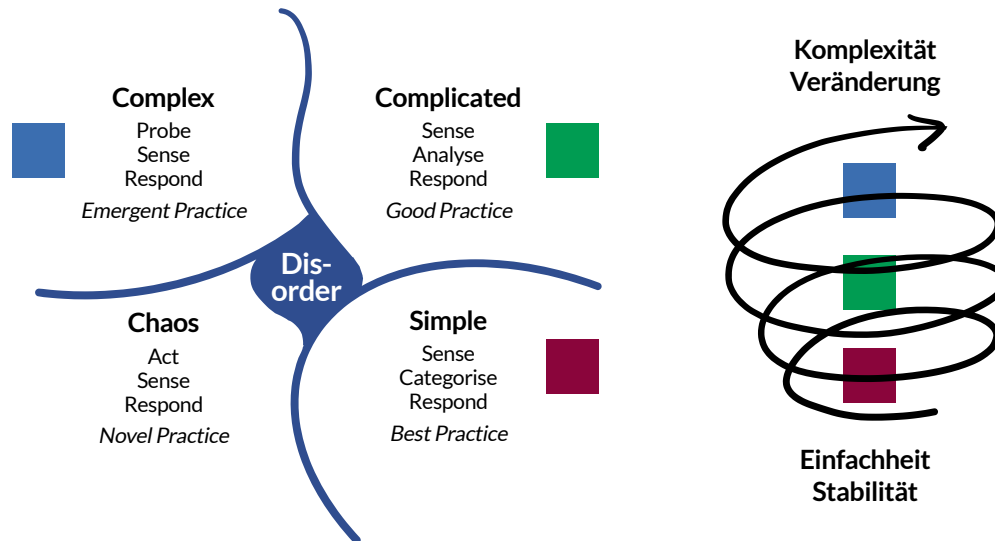 Complex
Probe
Sense
Respond
Emergent Practice
Complicated
Sense
Analyse
Respond
Good Practice
Dis-
order
Chaos
Act
Sense
Respond
Novel Practice
Simple
Sense
Categorise
Respond
Best Practice
Komplexität
Veränderung
Einfachheit
Stabilität